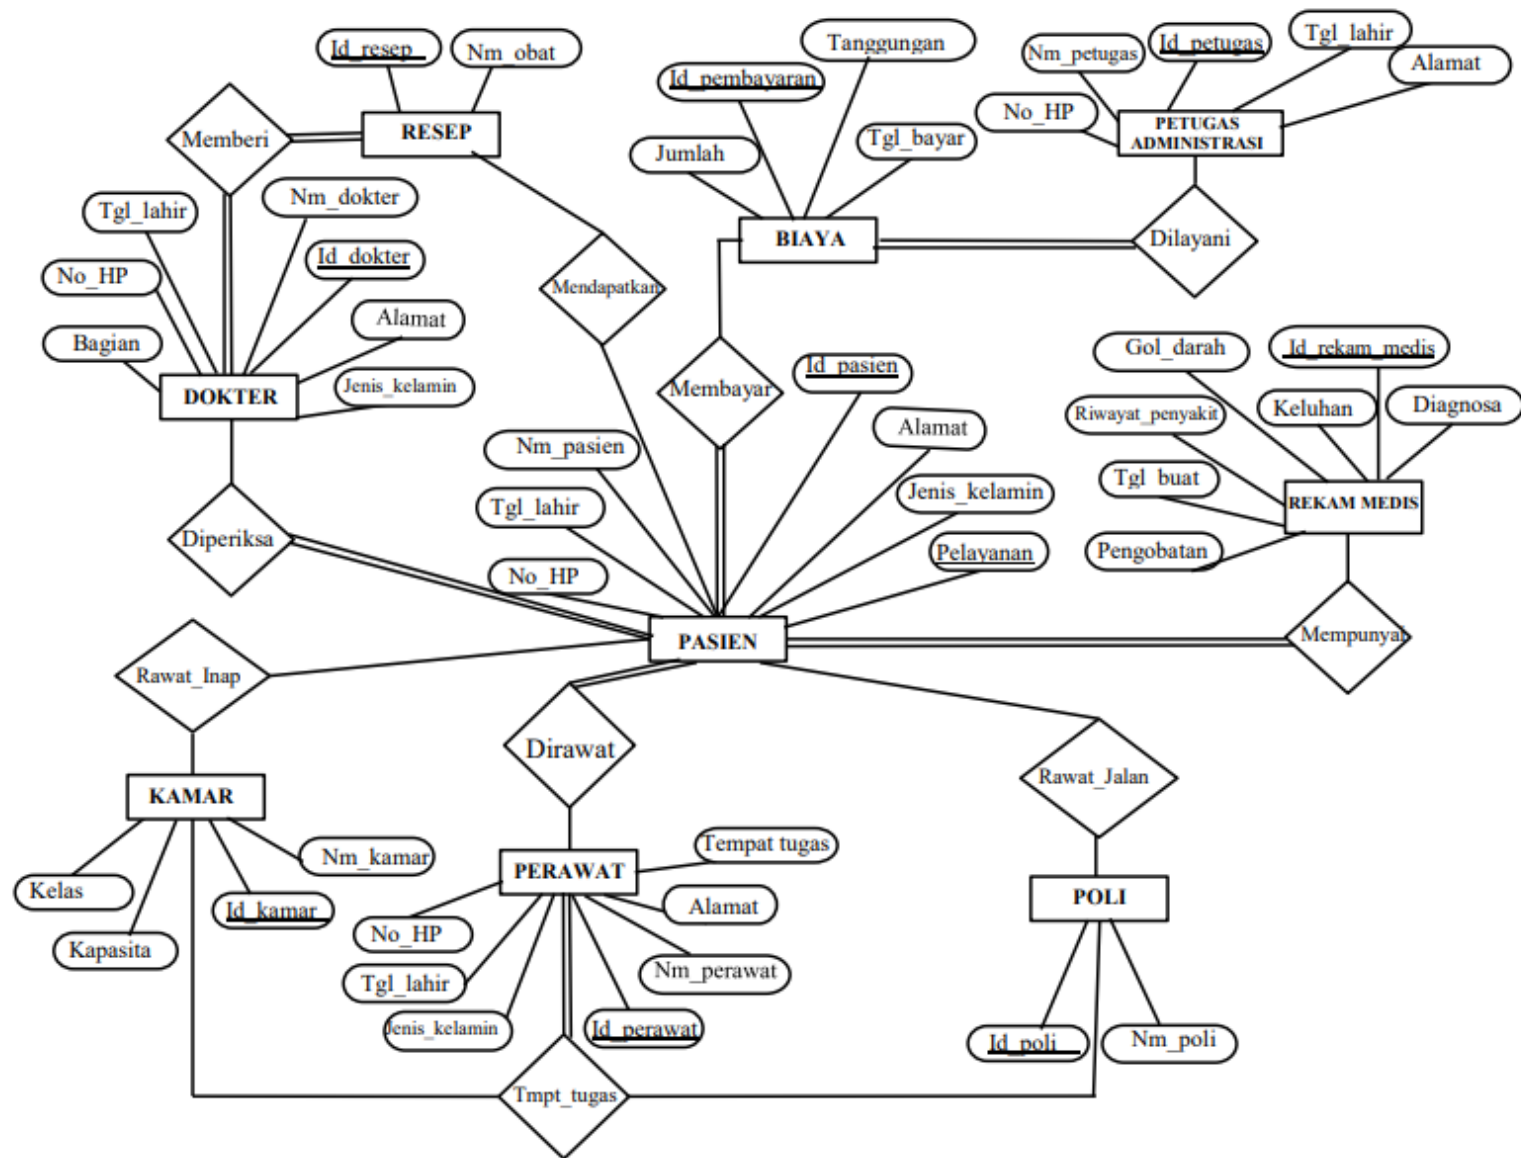 Id_resep
Nm_obat
Tanggungan
Nm_petugas
Id_petugas
Tgl_lahir
Alamat
Id_pembayaran
No_HP
Memberi
RESEP
PETUGAS
ADMINISTRASI
Jumlah
Tgl_bayar
Tgl_lahir
Nm_dokter
BIAYA
Dilayani
Id_dokter
No_HP
Mendapatkan
Alamat
Bagian
Gol_darah
Id_rekam_medis
DOKTER
Jenis_kelamin
Membayar
Id_pasien
Riwayat_penyakit
Keluhan
Diagnosa
Nm_pasien
Alamat
Tgl_lahir
Jenis_kelamin
Tgl_buat
REKAM MEDIS
Diperiksa
No_HP
Pelayanan
Pengobatan
PASIEN
Mempunyai
Rawat_Inap
Dirawat
Rawat_Jalan
KAMAR
Nm_kamar
Kelas
Id_kamar
Kapasita
PERAWAT
Tempat tugas
POLI
Alamat
No_HP
Nm_perawat
Tgl_lahir
Jenis_kelamin
Id_perawat
Id_poli
Nm_poli
Tmpt_tugas